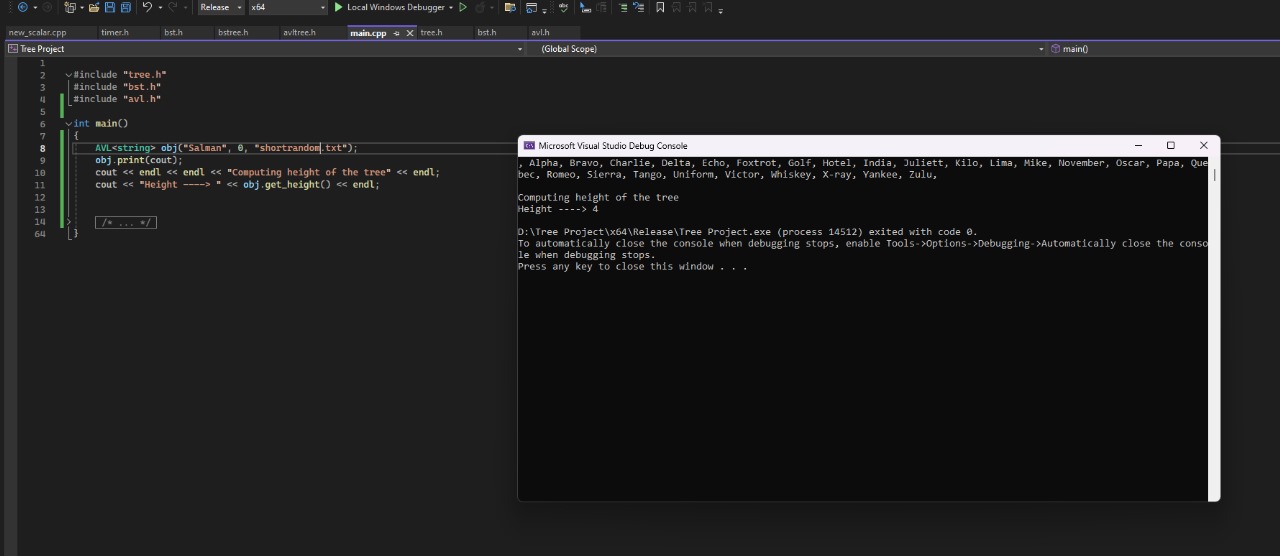 Release x64 Local Windows Debugger
new_scalar.cpp timer.h bst.h bstree.h avltree.h main.cpp tree.h bst.h avl.h
Tree Project (Global Scope) main()
1
2 #include "tree.h"
3 #include "bst.h"
4 #include "avl.h"
5
6 int main()
7 {
8 AVL<string> obj("Salman", 0, "shortrandom.txt");
9 obj.print(cout);
10 cout << endl << endl << "Computing height of the tree" << endl;
11 cout << "Height ----> " << obj.get_height() << endl;
12
13
14 /* ... */
64 }
Microsoft Visual Studio Debug Console
, Alpha, Bravo, Charlie, Delta, Echo, Foxtrot, Golf, Hotel, India, Juliett, Kilo, Lima, Mike, November, Oscar, Papa, Que
bec, Romeo, Sierra, Tango, Uniform, Victor, Whiskey, X-ray, Yankee, Zulu,
Computing height of the tree
Height ----> 4
D:\Tree Project\x64\Release\Tree Project.exe (process 14512) exited with code 0.
To automatically close the console when debugging stops, enable Tools->Options->Debugging->Automatically close the conso
le when debugging stops.
Press any key to close this window . . .